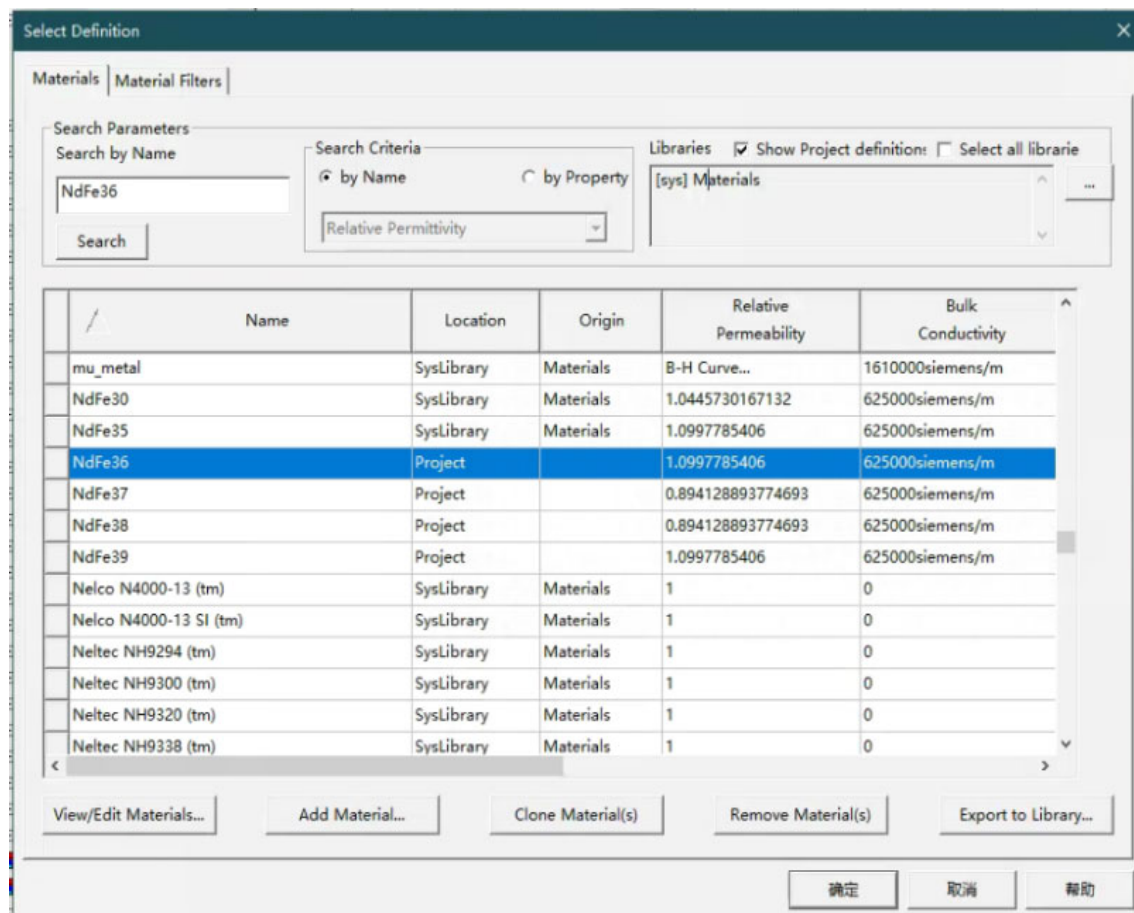 Select Definition
Materials Material Filters
Search Parameters
Search by Name
NdFe36
Search
Search Criteria
by Name by Property
Relative Permittivity
Libraries Show Project definition: Select all librarie
[sys] Materials
...
Name Location Origin Relative Permeability Bulk Conductivity
mu_metal SysLibrary Materials B-H Curve... 1610000siemens/m
NdFe30 SysLibrary Materials 1.0445730167132 625000siemens/m
NdFe35 SysLibrary Materials 1.0997785406 625000siemens/m
NdFe36 Project 1.0997785406 625000siemens/m
NdFe37 Project 0.894128893774693 625000siemens/m
NdFe38 Project 0.894128893774693 625000siemens/m
NdFe39 Project 1.0997785406 625000siemens/m
Nelco N4000-13 (tm) SysLibrary Materials 1 0
Nelco N4000-13 SI (tm) SysLibrary Materials 1 0
Neltec NH9294 (tm) SysLibrary Materials 1 0
Neltec NH9300 (tm) SysLibrary Materials 1 0
Neltec NH9320 (tm) SysLibrary Materials 1 0
Neltec NH9338 (tm) SysLibrary Materials 1 0
View/Edit Materials... Add Material... Clone Material(s) Remove Material(s) Export to Library...
确定 取消 帮助